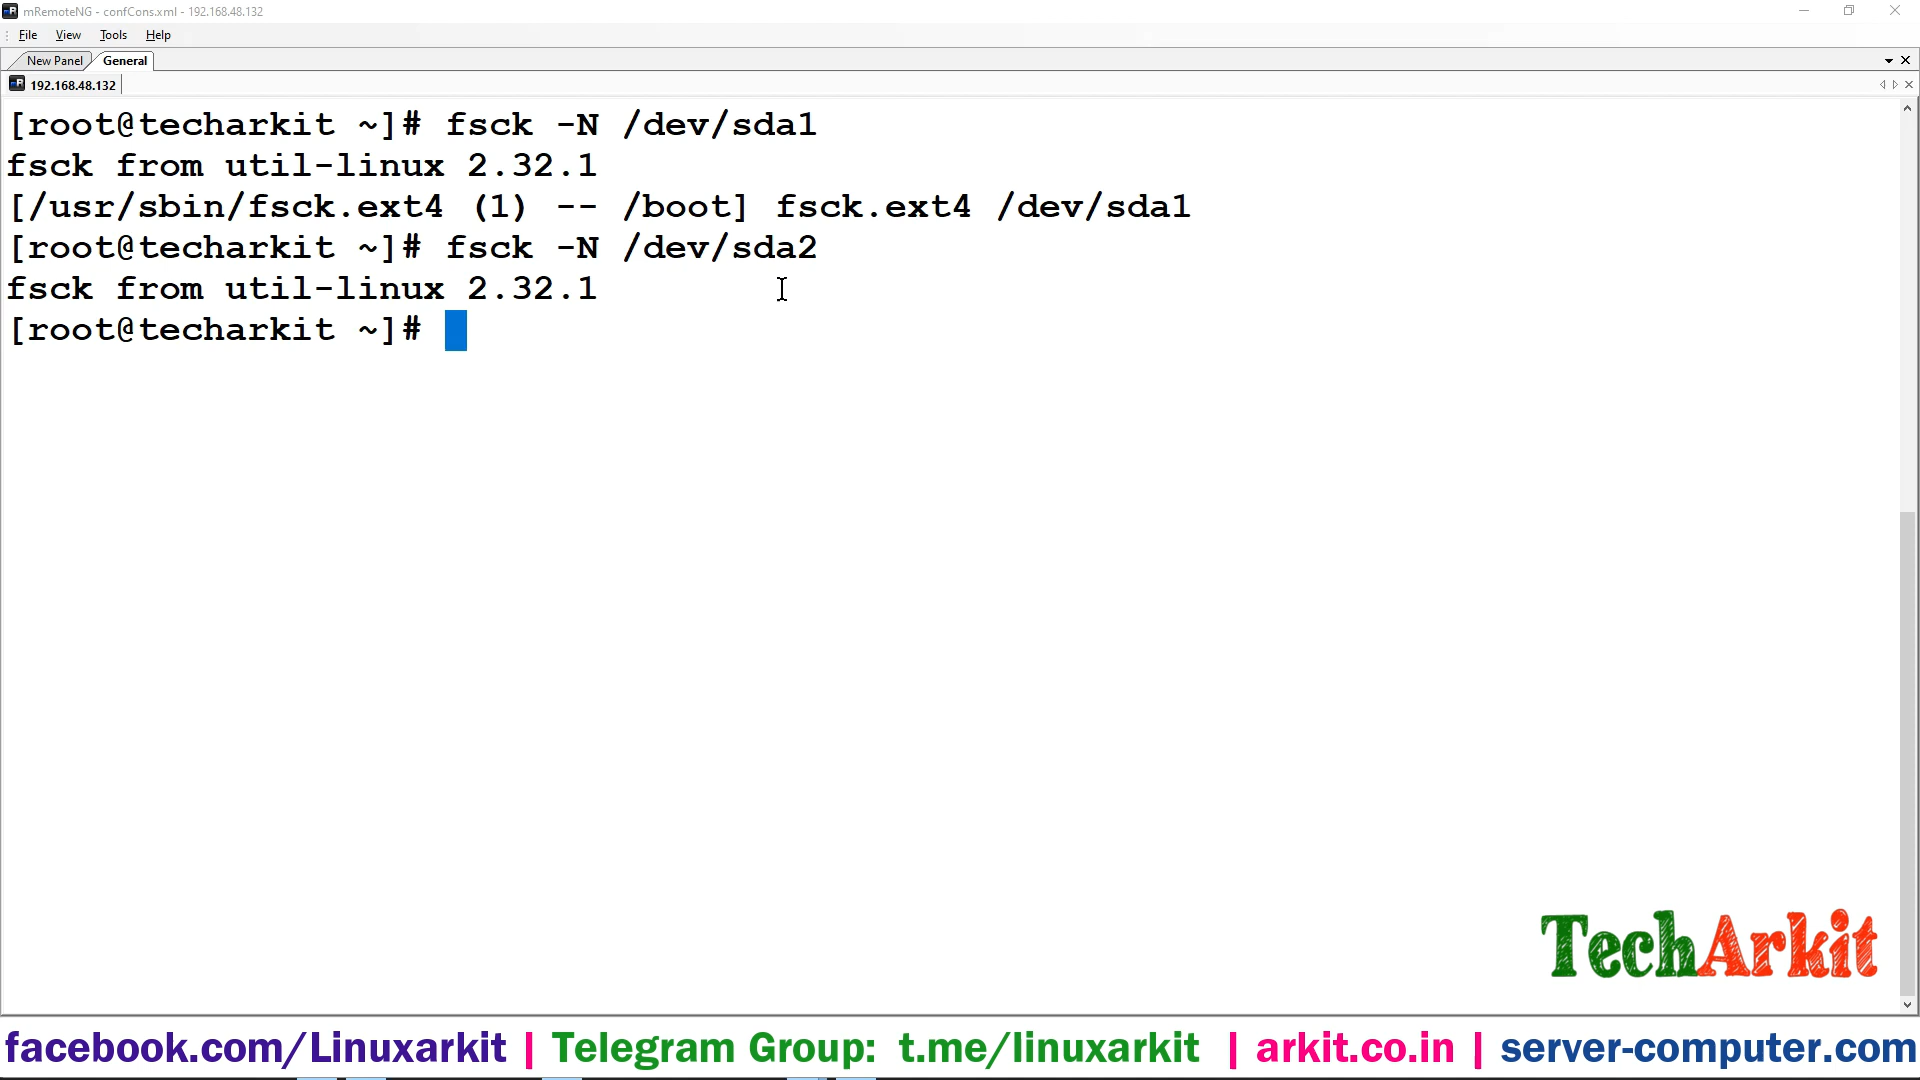 mRemoteNG - confCons.xml - 192.168.48.132
File View Tools Help
New Panel General
192.168.48.132
[root@techarkit ~]# fsck -N /dev/sda1
fsck from util-linux 2.32.1
[/usr/sbin/fsck.ext4 (1) -- /boot] fsck.ext4 /dev/sda1
[root@techarkit ~]# fsck -N /dev/sda2
fsck from util-linux 2.32.1
[root@techarkit ~]#
TechArkit
facebook.com/Linuxarkit | Telegram Group: t.me/linuxarkit | arkit.co.in | server-computer.com